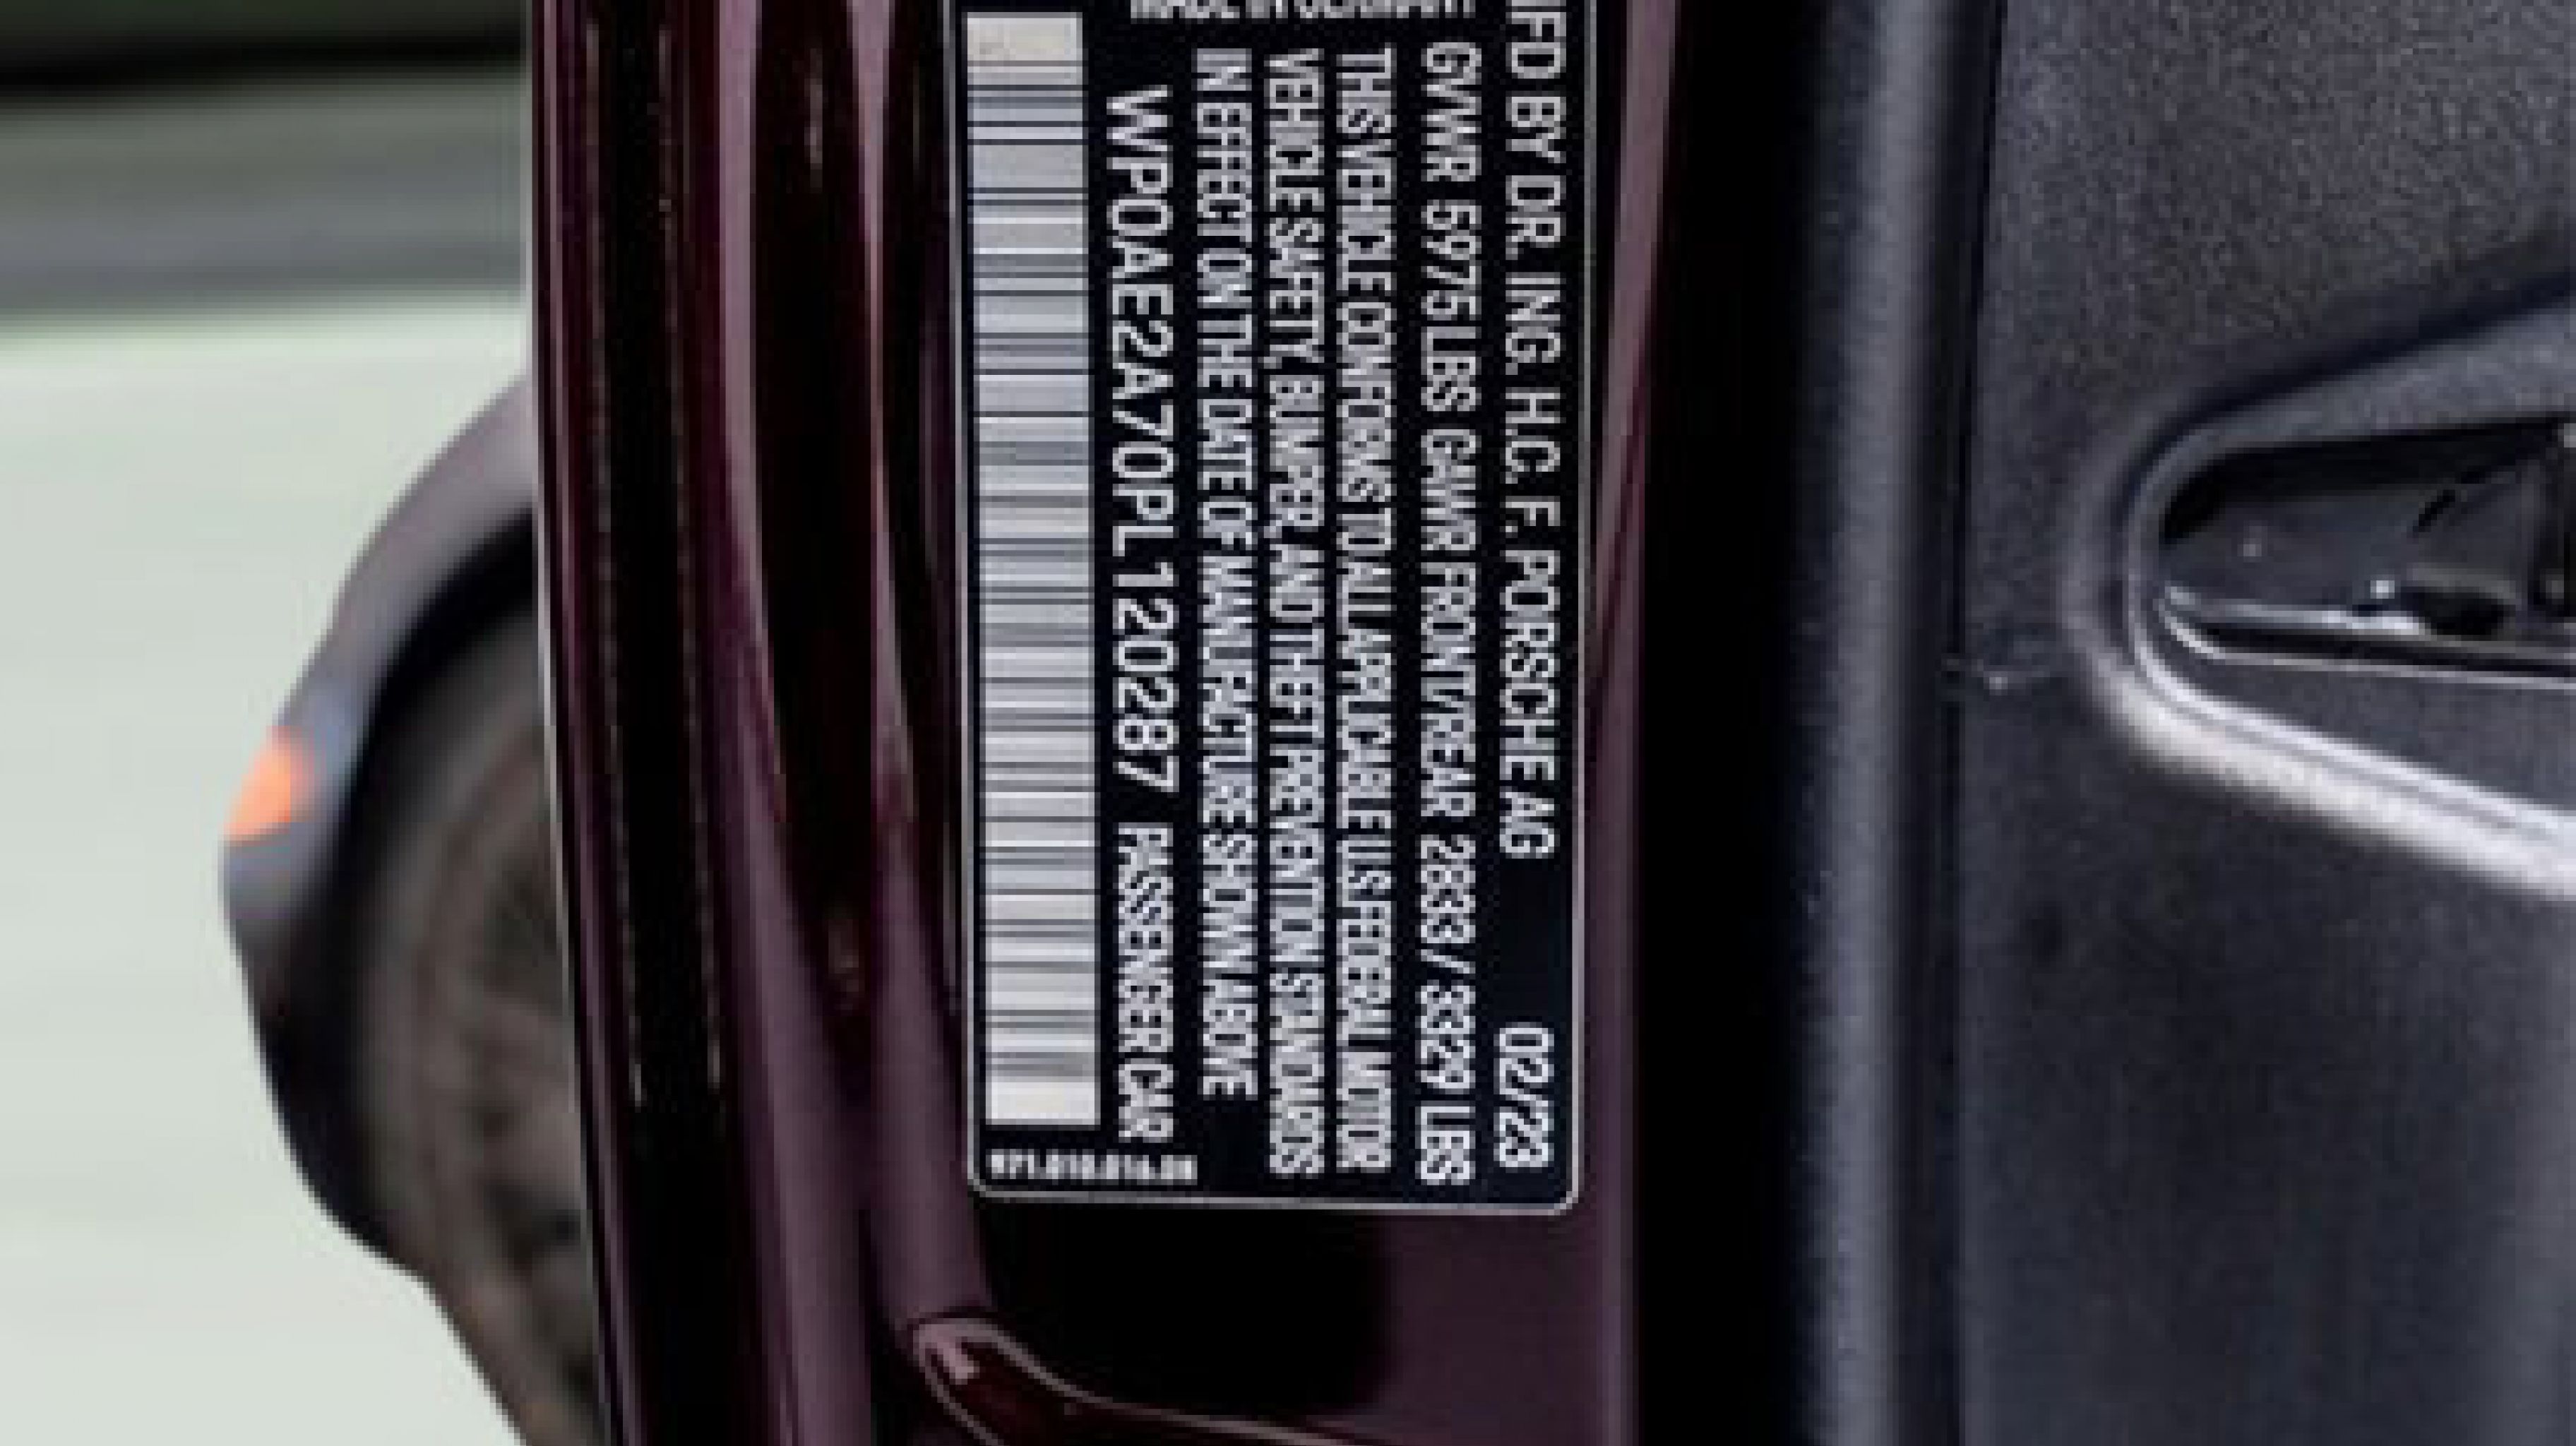 MFD BY DR. ING. H.C. F. PORSCHE AG 02/23
GVWR 5975 LBS GAWR FRONT/REAR 2833/3329 LBS
THIS VEHICLE CONFORMS TO ALL APPLICABLE U.S. FEDERAL MOTOR
VEHICLE SAFETY, BUMPER, AND THEFT PREVENTION STANDARDS
IN EFFECT ON THE DATE OF MANUFACTURE SHOWN ABOVE
WP0AE2A70PL120287 PASSENGER CAR
MADE IN GERMANY!